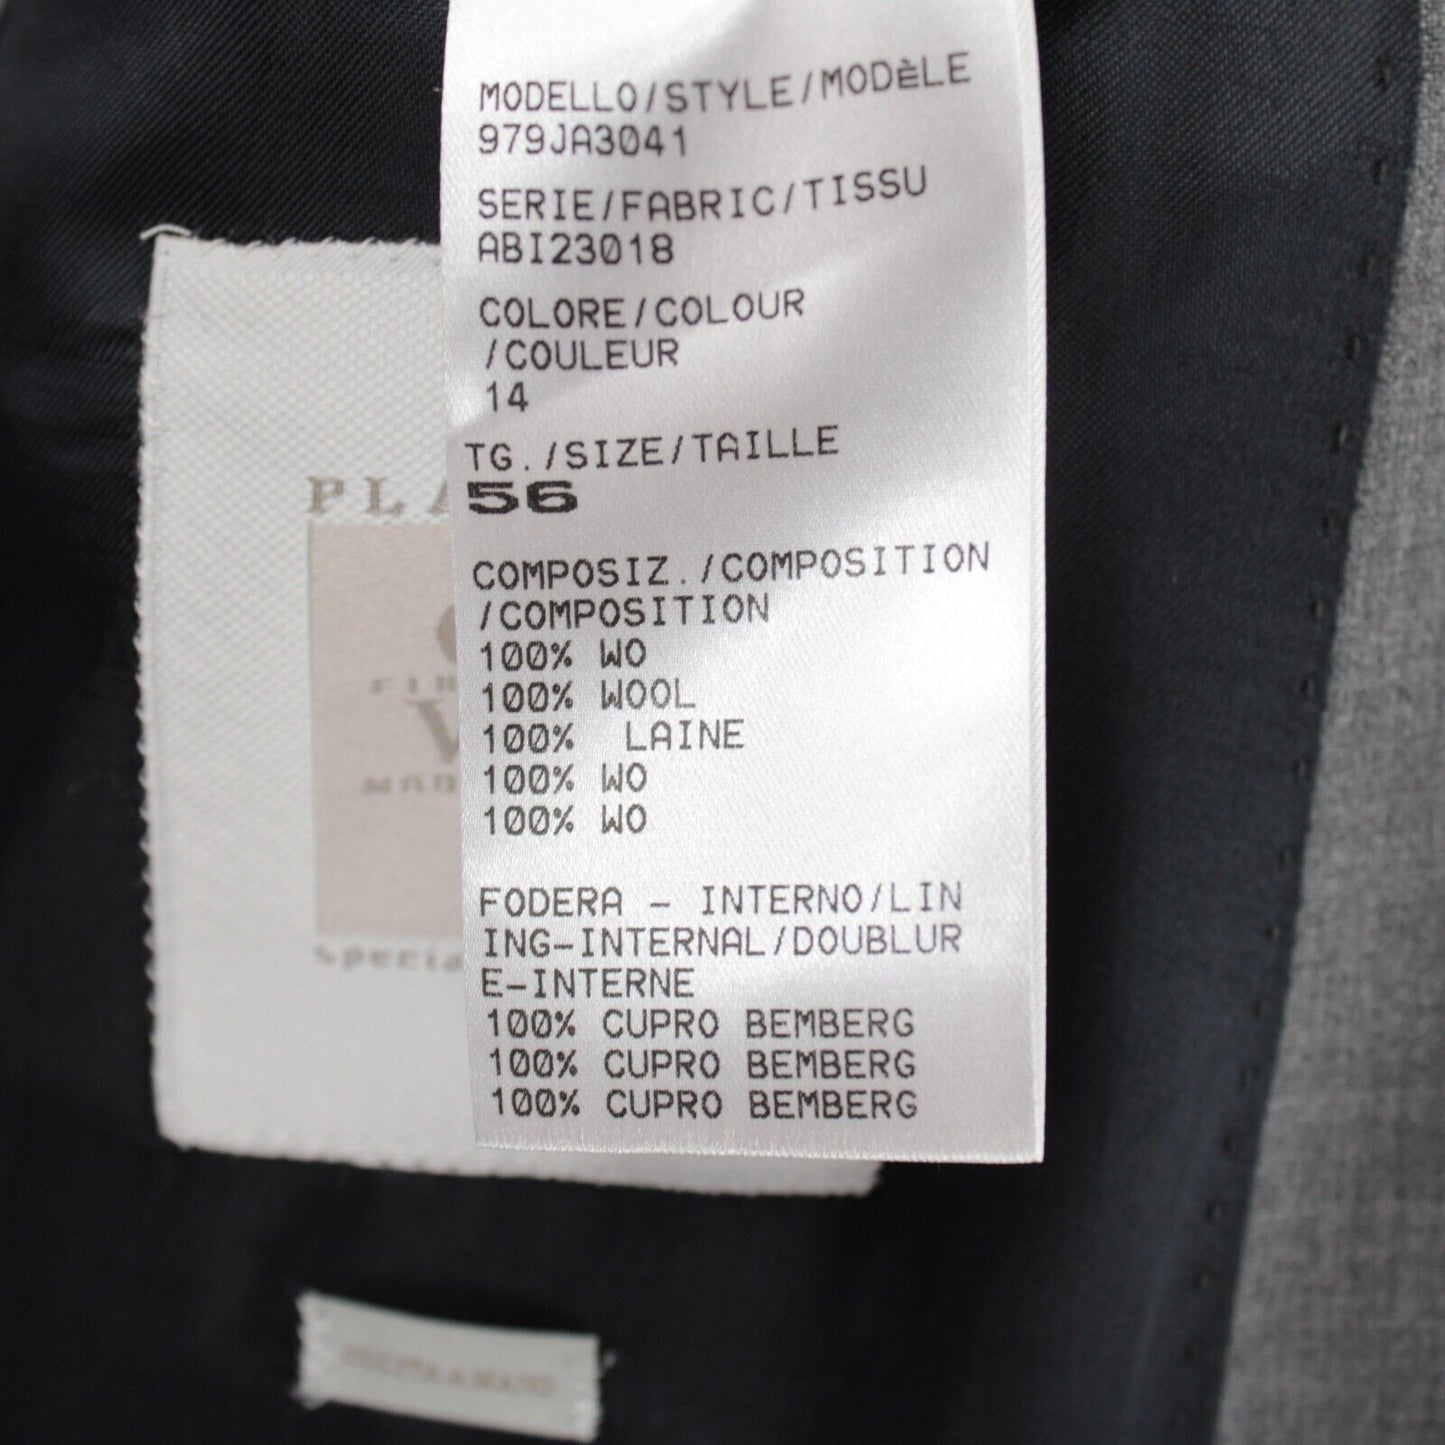 MODELLO/STYLE/MODèLE
979JA3041
SERIE/FABRIC/TISSU
ABI23018
COLORE/COLOUR
/COULEUR
14
TG./SIZE/TAILLE
56
COMPOSIZ./COMPOSITION
/COMPOSITION
100% WO
100% WOOL
100% LAINE
100% WO
100% WO
FODERA - INTERNO/LIN
ING-INTERNAL/DOUBLUR
E-INTERNE
100% CUPRO BEMBERG
100% CUPRO BEMBERG
100% CUPRO BEMBERG